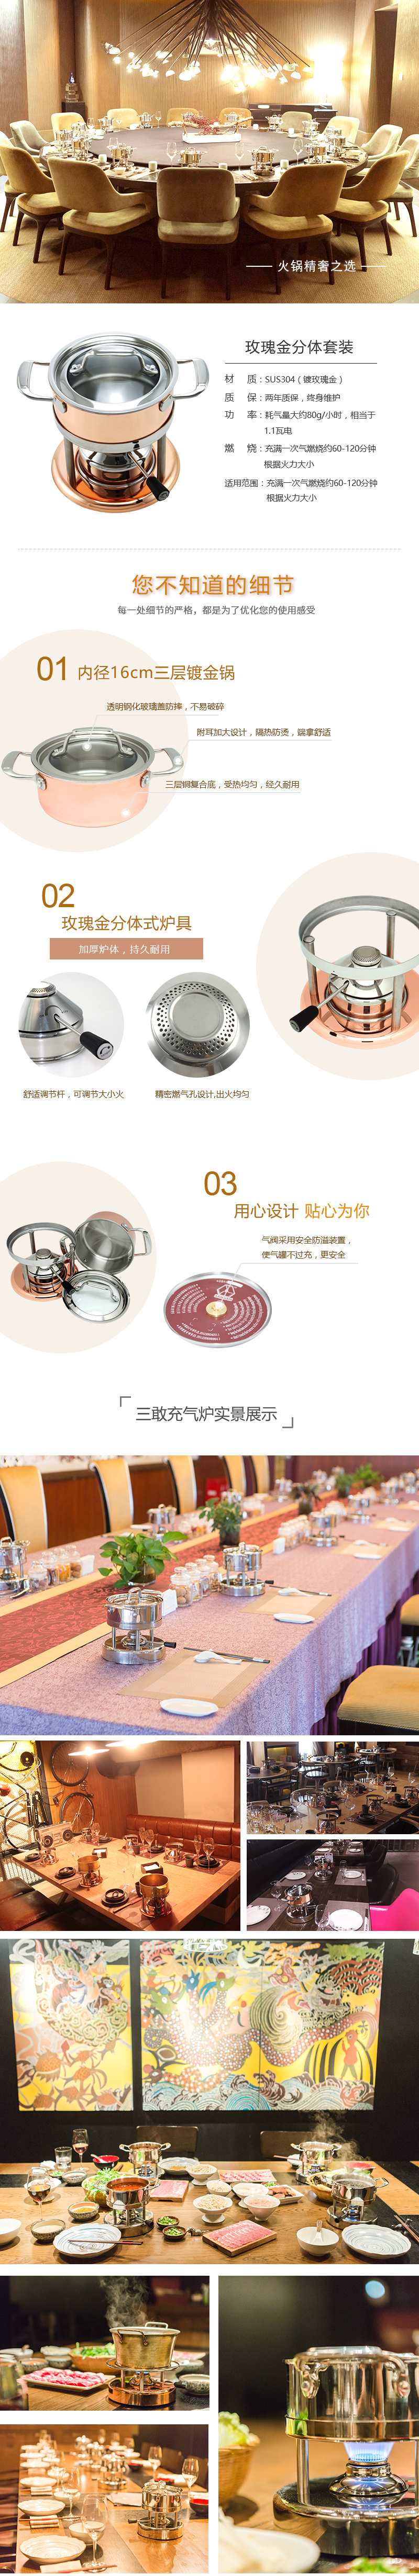 火锅精奢之选
玫瑰金分体套装
材 质：SUS304（镀玫瑰金）
质 保：两年质保，终身维护
功 率：耗气量大约80g/小时，相当于
1.1瓦电
燃 烧：充满一次气燃烧约60-120分钟
根据火力大小
适用范围：充满一次气燃烧约60-120分钟
根据火力大小
您不知道的细节
每一处细节的严格，都是为了优化您的使用感受
01 内径16cm三层镀金锅
透明钢化玻璃盖防摔，不易破碎
附耳加大设计，隔热防烫，端拿舒适
三层铜复合底，受热均匀，经久耐用
02
玫瑰金分体式炉具
加厚炉体，持久耐用
舒适调节杆，可调节大小火
精密燃气孔设计,出火均匀
03
用心设计 贴心为你
气阀采用安全防溢装置，
使气罐不过充，更安全
三敢充气炉实景展示